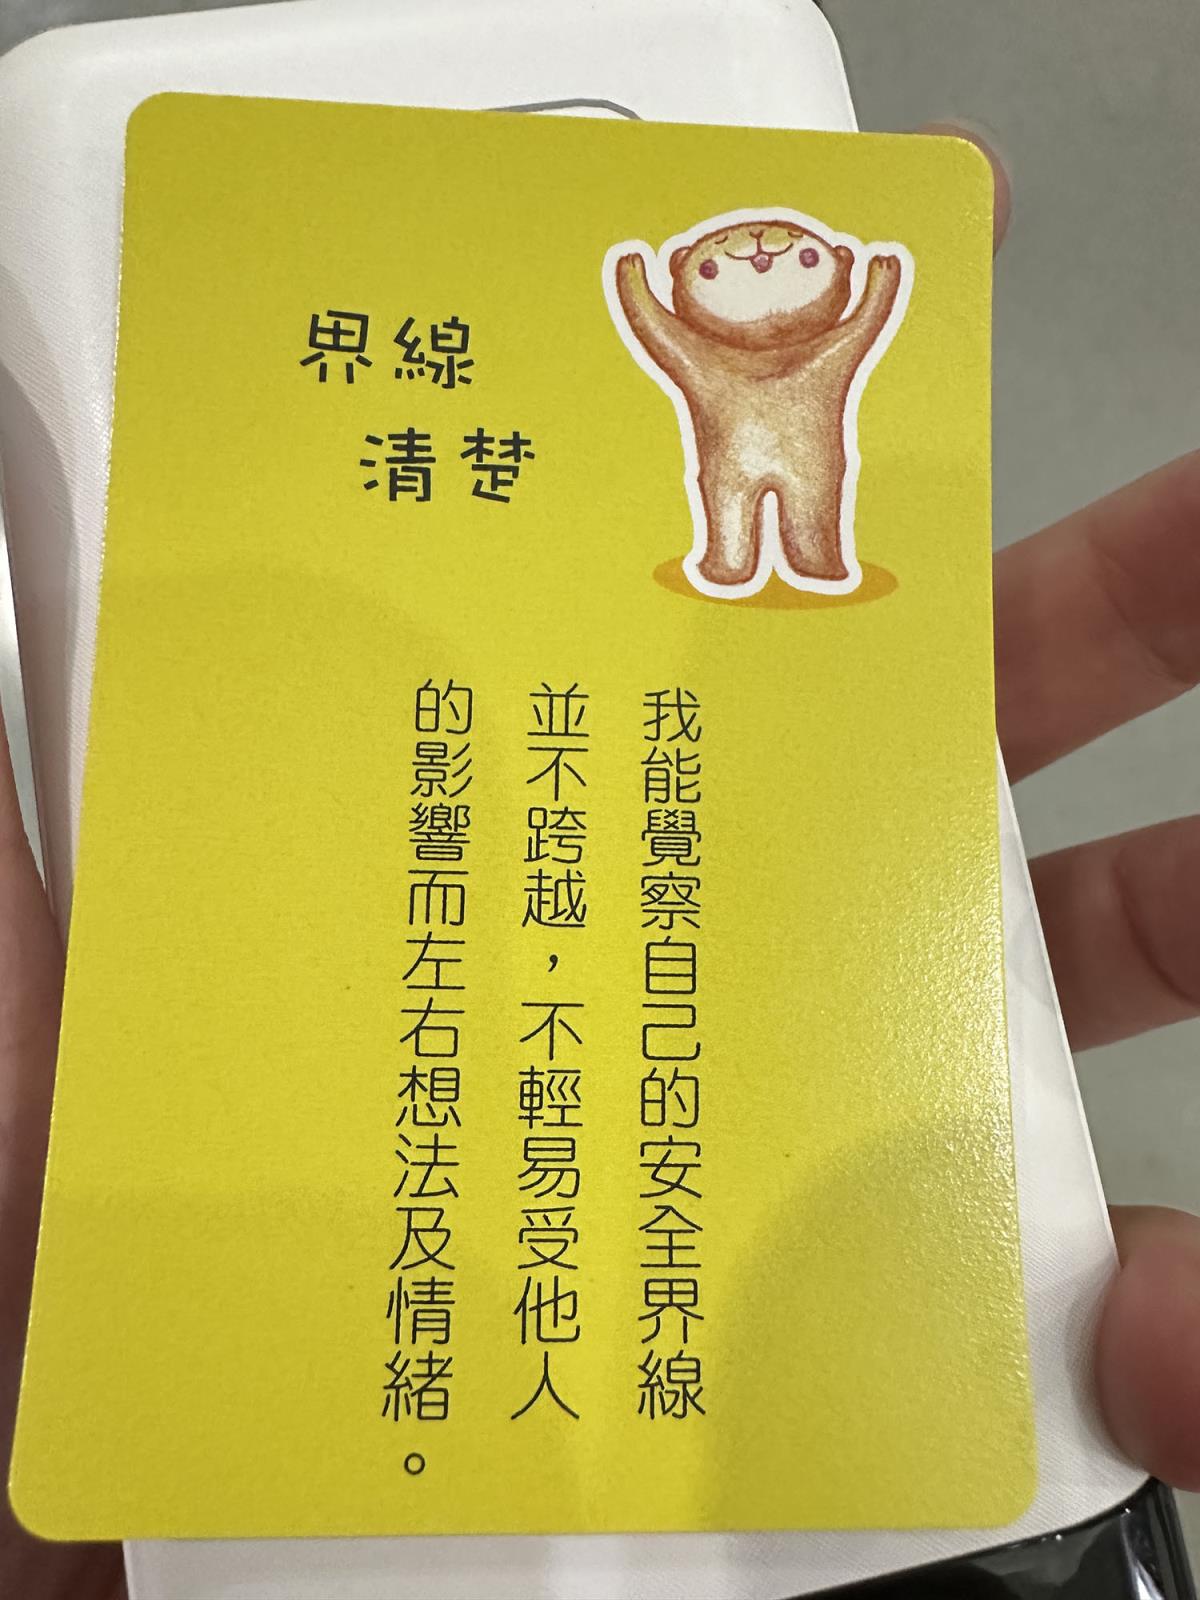 界線
清楚
我能覺察自己的安全界線
並不跨越，不輕易受他人
的影響而左右想法及情緒。